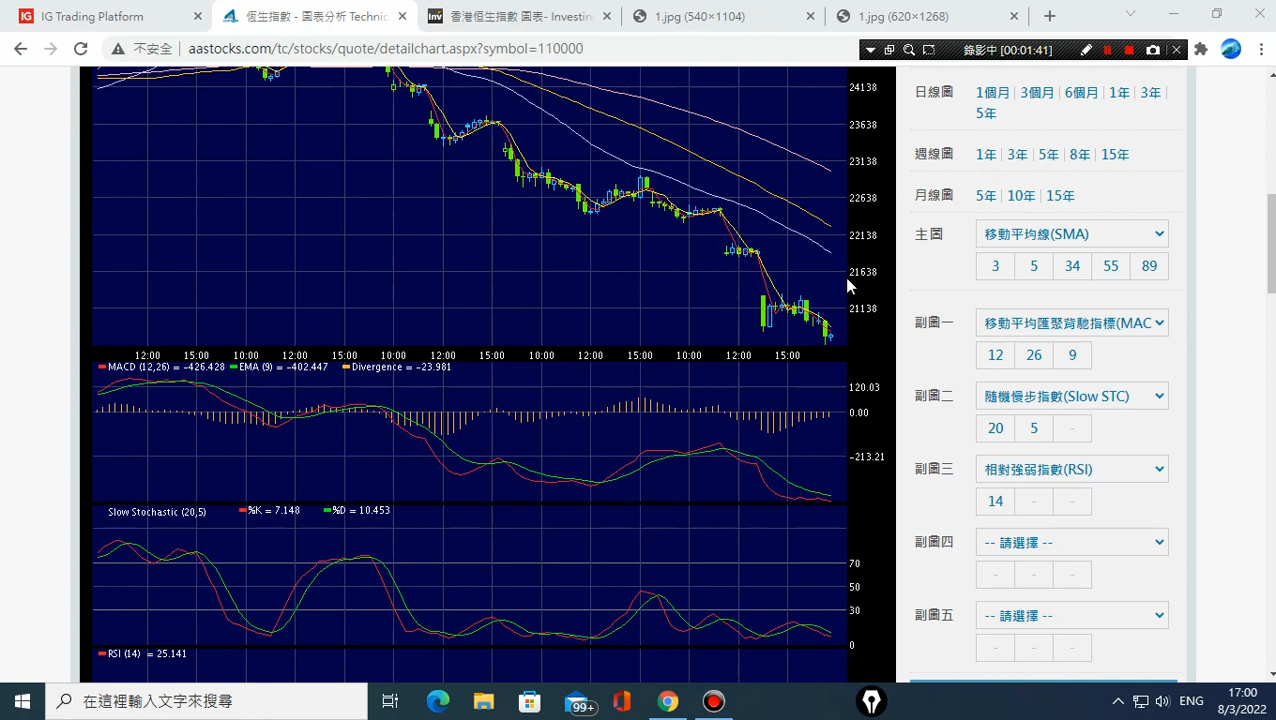 IG Trading Platform
恆生指數 - 圖表分析 Technic
香港恒生指數 圖表- Investin
1.jpg (540×1104)
1.jpg (620×1268)
不安全
aastocks.com/tc/stocks/quote/detailchart.aspx?symbol=110000
錄影中 [00:01:41]
24138
23638
23138
22638
22138
21638
21138
12:00 15:00 10:00 12:00 15:00 10:00 12:00 15:00 10:00 12:00 15:00 10:00 12:00 15:00
MACD (12,26) = -426.428 EMA (9) = -402.447 Divergence = -23.981
120.03
0.00
-213.21
Slow Stochastic (20,5) %K = 7.148 %D = 10.453
70
50
30
0
RSI (14) = 25.141
日線圖 1個月 | 3個月 | 6個月 | 1年 | 3年 |
5年
週線圖 1年 | 3年 | 5年 | 8年 | 15年
月線圖 5年 | 10年 | 15年
主圖 移動平均線(SMA)
3 5 34 55 89
副圖一 移動平均匯聚背馳指標(MAC
12 26 9
副圖二 隨機慢步指數(Slow STC)
20 5 -
副圖三 相對強弱指數(RSI)
14 - -
副圖四 -- 請選擇 --
- - -
副圖五 -- 請選擇 --
- - -
在這裡輸入文字來搜尋
99+
ENG
17:00
8/3/2022